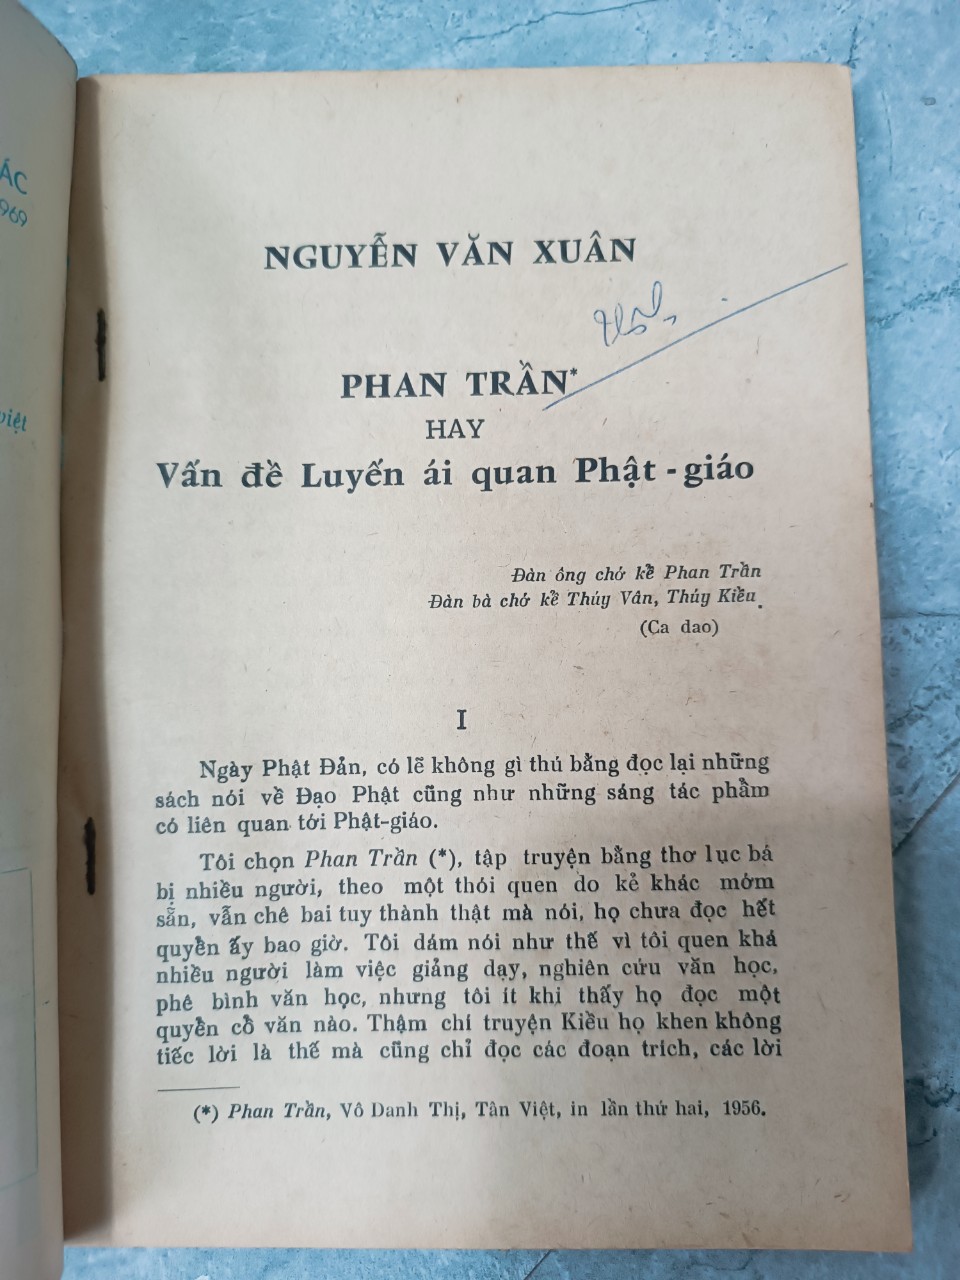 ÁC
1969
việt
NGUYỄN VĂN XUÂN
PHAN TRẦN*
HAY
Vấn đề Luyến ái quan Phật-giáo
Đàn ông chớ kể Phan Trần
Đàn bà chớ kể Thúy Vân, Thúy Kiều.
(Ca dao)
I
Ngày Phật Đản, có lẽ không gì thú bằng đọc lại những
sách nói về Đạo Phật cũng như những sáng tác phẩm
có liên quan tới Phật-giáo.
Tôi chọn Phan Trần (*), tập truyện bằng thơ lục bá
bị nhiều người, theo một thói quen do kẻ khác mớm
sẵn, vẫn chê bai tuy thành thật mà nói, họ chưa đọc hết
quyền ấy bao giờ. Tôi dám nói như thế vì tôi quen khá
nhiều người làm việc giảng dạy, nghiên cứu văn học,
phê bình văn học, nhưng tôi ít khi thấy họ đọc một
quyền cổ văn nào. Thậm chí truyện Kiều họ khen không
tiếc lời là thế mà cũng chỉ đọc các đoạn trích, các lời
(*) Phan Trần, Vô Danh Thị, Tân Việt, in lần thứ hai, 1956.